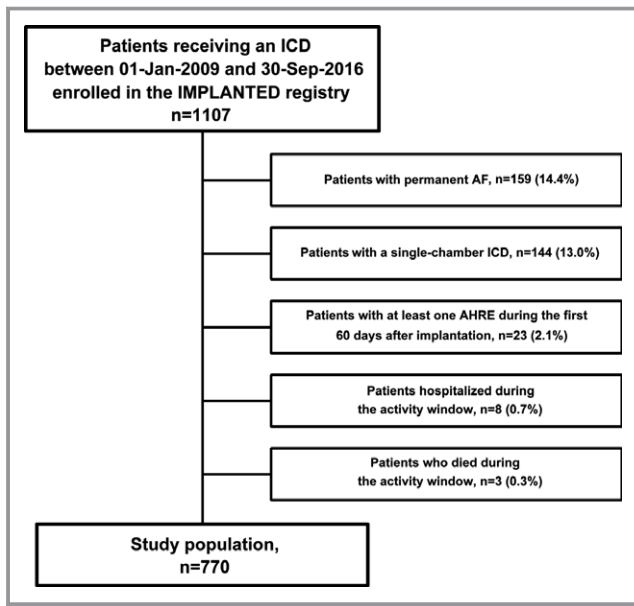 Patients receiving an ICD
between 01-Jan-2009 and 30-Sep-2016
enrolled in the IMPLANTED registry
n=1107
Patients with permanent AF, n=159 (14.4%)
Patients with a single-chamber ICD, n=144 (13.0%)
Patients with at least one AHRE during the first
60 days after implantation, n=23 (2.1%)
Patients hospitalized during
the activity window, n=8 (0.7%)
Patients who died during
the activity window, n=3 (0.3%)
Study population,
n=770